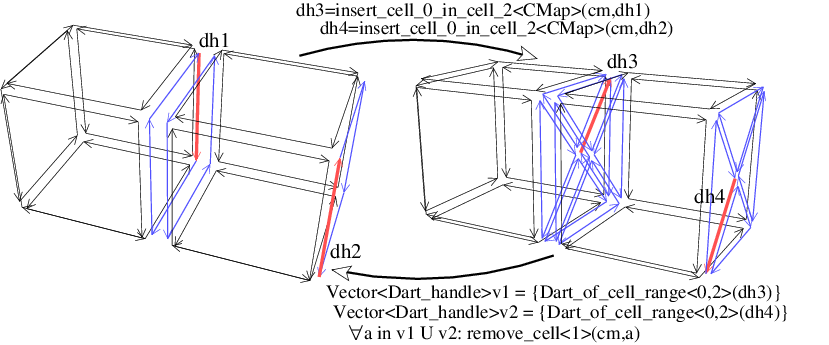 dh3=insert_cell_0_in_cell_2<CMap>(cm,dh1)
dh4=insert_cell_0_in_cell_2<CMap>(cm,dh2)
dh1
dh3
dh2
dh4
Vector<Dart_handle>v1 = {Dart_of_cell_range<0,2>(dh3)}
Vector<Dart_handle>v2 = {Dart_of_cell_range<0,2>(dh4)}
∀a in v1 U v2: remove_cell<1>(cm,a)